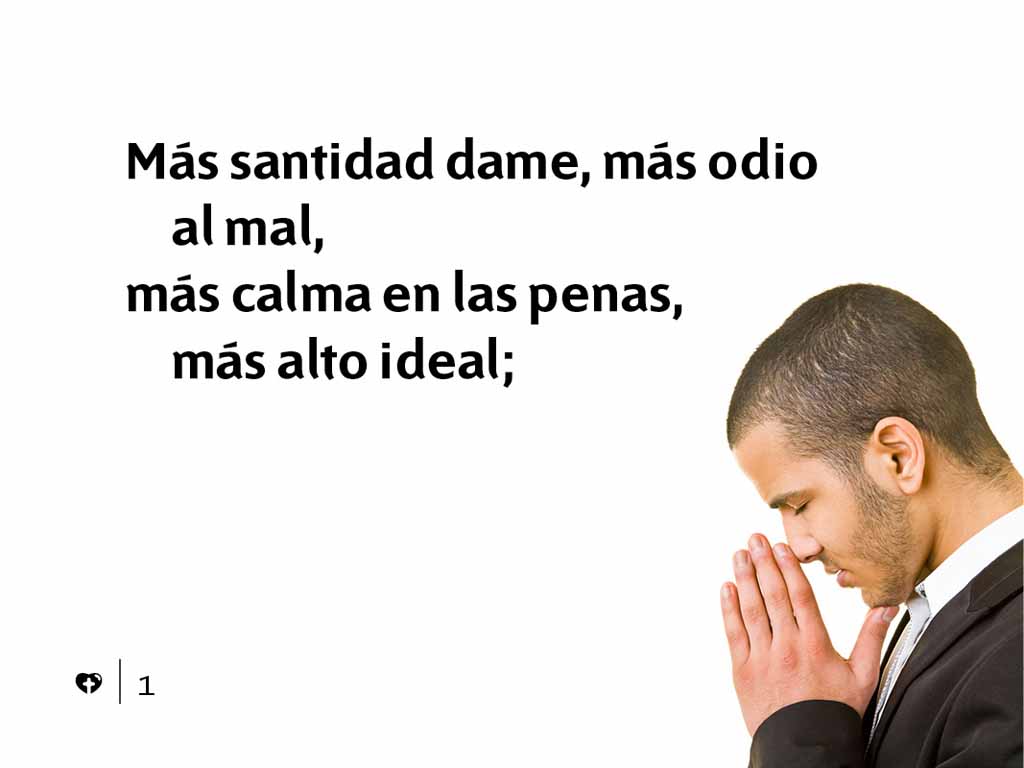 Más santidad dame, más odio
al mal,
más calma en las penas,
más alto ideal;
1